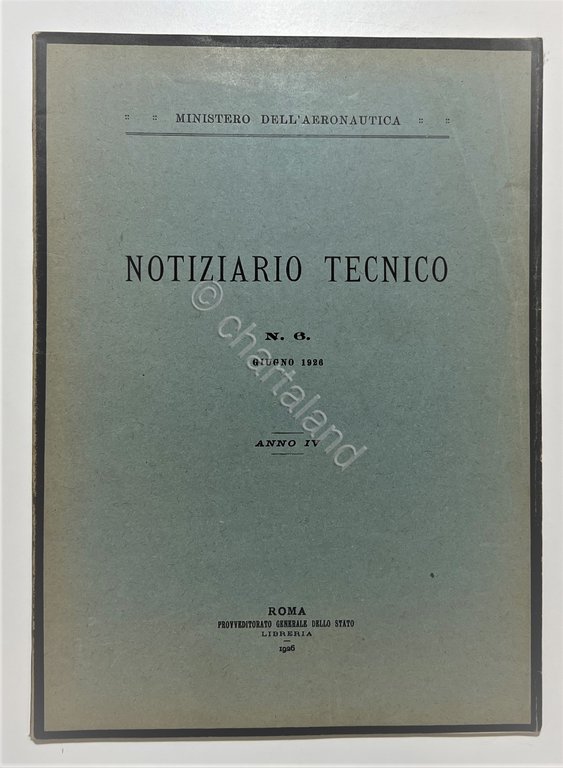 :: :: MINISTERO DELL'AERONAUTICA :: ::
NOTIZIARIO TECNICO
N. 6.
GIUGNO 1926
ANNO IV
© chartaland
ROMA
PROVVEDITORATO GENERALE DELLO STATO
LIBRERIA
1926